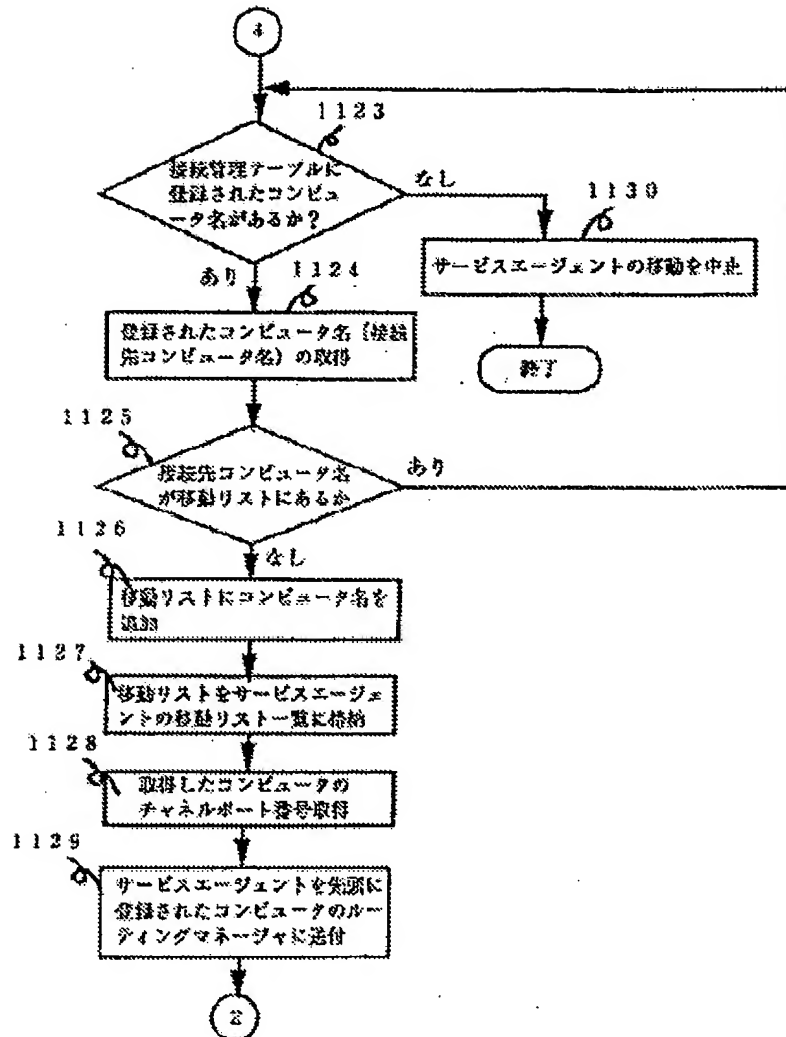 4
1123
接続管理テーブルに
登録されたコンピュ
ータ名があるか?
なし
1130
サービスエージェントの移動を中止
終了
あり
1124
登録されたコンピュータ名（接続
先コンピュータ名）の取得
1125
接続先コンピュータ名
が移動リストにあるか
あり
なし
1126
移動リストにコンピュータ名を
追加
1127
移動リストをサービスエージェ
ントの移動リスト一覧に格納
1128
取得したコンピュータの
チャネルポート番号取得
1129
サービスエージェントを先頭に
登録されたコンピュータのルー
ティングマネージャに送付
2